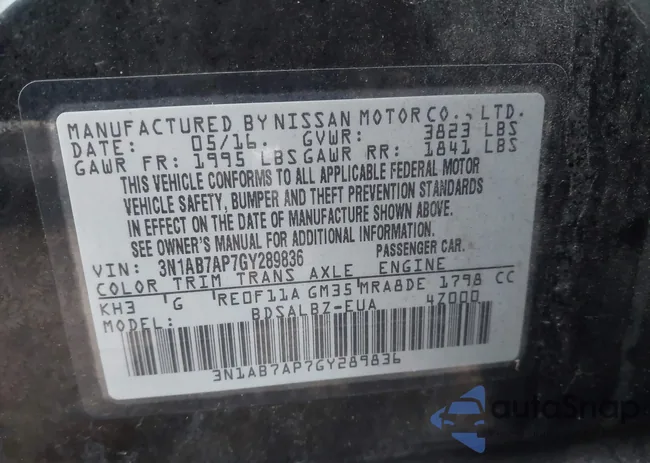 MANUFACTURED BY NISSAN MOTOR CO., LTD.
DATE: 05/16. GVWR: 3823 LBS
GAWR FR: 1995 LBS GAWR RR: 1841 LBS
THIS VEHICLE CONFORMS TO ALL APPLICABLE FEDERAL MOTOR
VEHICLE SAFETY, BUMPER AND THEFT PREVENTION STANDARDS
IN EFFECT ON THE DATE OF MANUFACTURE SHOWN ABOVE.
SEE OWNER'S MANUAL FOR ADDITIONAL INFORMATION.
VIN: 3N1AB7AP7GY289836 PASSENGER CAR.
COLOR TRIM TRANS AXLE ENGINE
KH3 G RE0F11A GM35 MRA8DE 1798 CC
MODEL: BDSALBZ-EUA 4Z000
3N1AB7AP7GY289836
autoSnap